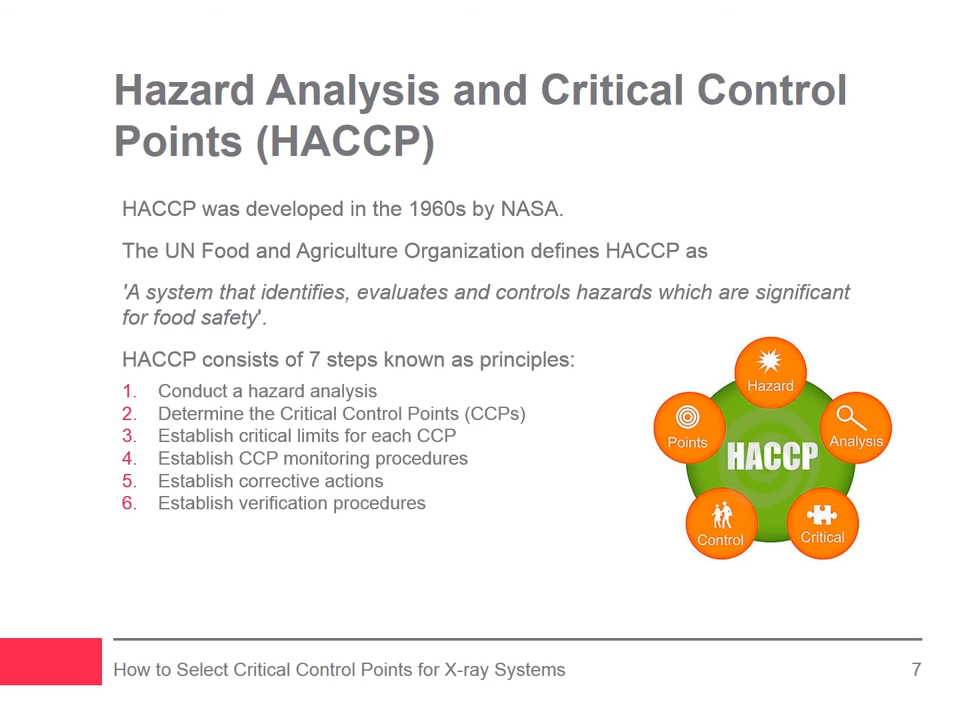 Hazard Analysis and Critical Control
Points (HACCP)
HACCP was developed in the 1960s by NASA.
The UN Food and Agriculture Organization defines HACCP as
'A system that identifies, evaluates and controls hazards which are significant
for food safety'.
HACCP consists of 7 steps known as principles:
1. Conduct a hazard analysis
2. Determine the Critical Control Points (CCPs)
3. Establish critical limits for each CCP
4. Establish CCP monitoring procedures
5. Establish corrective actions
6. Establish verification procedures
Hazard
Analysis
Critical
Control
Points
HACCP
How to Select Critical Control Points for X-ray Systems
7